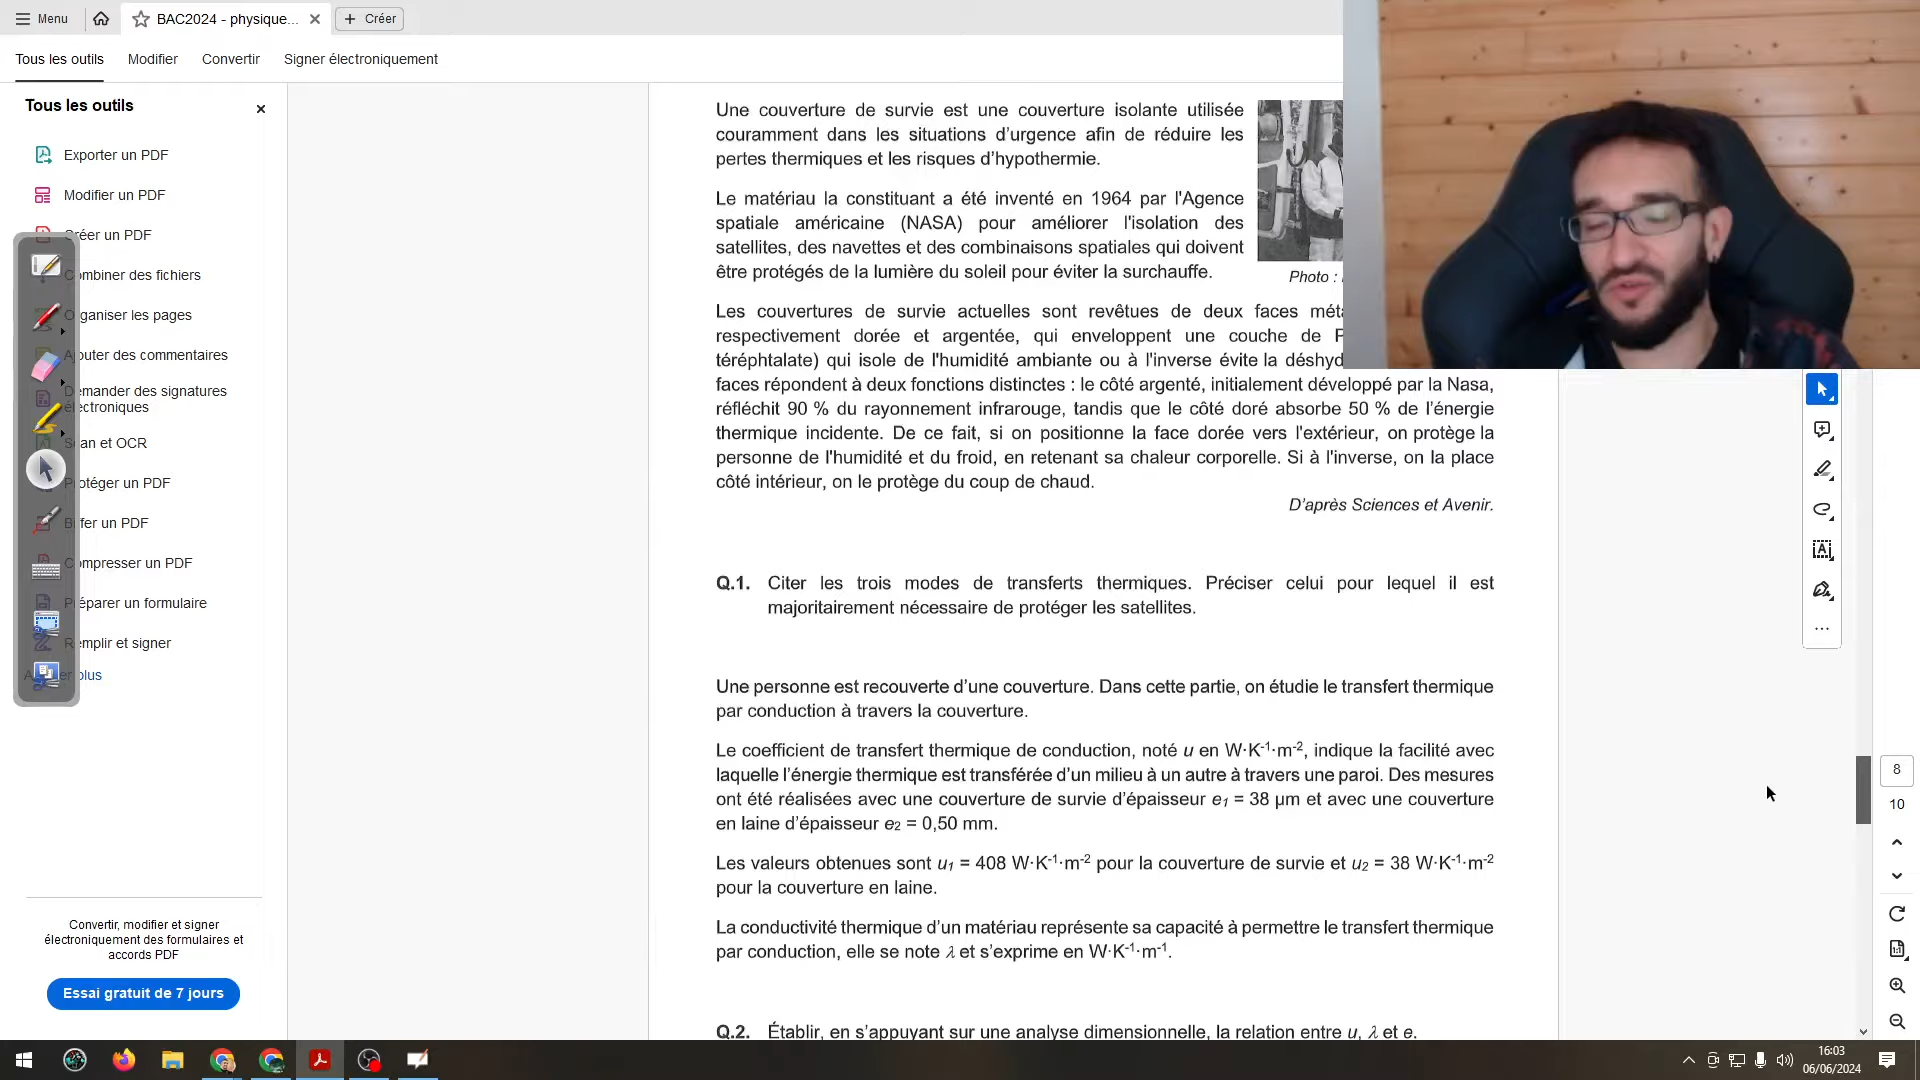 Menu
BAC2024 - physique...
Créer
Tous les outils
Modifier
Convertir
Signer électroniquement
Tous les outils
Exporter un PDF
Modifier un PDF
Créer un PDF
Combiner des fichiers
Organiser les pages
Ajouter des commentaires
Demander des signatures
électroniques
Scan et OCR
Protéger un PDF
Biffer un PDF
Compresser un PDF
Préparer un formulaire
Remplir et signer
plus
Convertir, modifier et signer
électroniquement des formulaires et
accords PDF
Essai gratuit de 7 jours
Une couverture de survie est une couverture isolante utilisée
couramment dans les situations d’urgence afin de réduire les
pertes thermiques et les risques d’hypothermie.
Le matériau la constituant a été inventé en 1964 par l'Agence
spatiale américaine (NASA) pour améliorer l'isolation des
satellites, des navettes et des combinaisons spatiales qui doivent
être protégés de la lumière du soleil pour éviter la surchauffe.
Photo :
Les couvertures de survie actuelles sont revêtues de deux faces
respectivement dorée et argentée, qui enveloppent une couche de
téréphtalate) qui isole de l'humidité ambiante ou à l'inverse évite la
faces répondent à deux fonctions distinctes : le côté argenté, initialement développé par la Nasa,
réfléchit 90 % du rayonnement infrarouge, tandis que le côté doré absorbe 50 % de l’énergie
thermique incidente. De ce fait, si on positionne la face dorée vers l'extérieur, on protège la
personne de l'humidité et du froid, en retenant sa chaleur corporelle. Si à l'inverse, on la place
côté intérieur, on le protège du coup de chaud.
D’après Sciences et Avenir.
Q.1. Citer les trois modes de transferts thermiques. Préciser celui pour lequel il est
majoritairement nécessaire de protéger les satellites.
Une personne est recouverte d’une couverture. Dans cette partie, on étudie le transfert thermique
par conduction à travers la couverture.
Le coefficient de transfert thermique de conduction, noté u en W·K⁻¹·m⁻², indique la facilité avec
laquelle l’énergie thermique est transférée d’un milieu à un autre à travers une paroi. Des mesures
ont été réalisées avec une couverture de survie d’épaisseur e₁ = 38 µm et avec une couverture
en laine d’épaisseur e₂ = 0,50 mm.
Les valeurs obtenues sont u₁ = 408 W·K⁻¹·m⁻² pour la couverture de survie et u₂ = 38 W·K⁻¹·m⁻²
pour la couverture en laine.
La conductivité thermique d’un matériau représente sa capacité à permettre le transfert thermique
par conduction, elle se note λ et s’exprime en W·K⁻¹·m⁻¹.
Q.2. Établir, en s’appuyant sur une analyse dimensionnelle, la relation entre u, λ et e.
8
10
16:03
06/06/2024